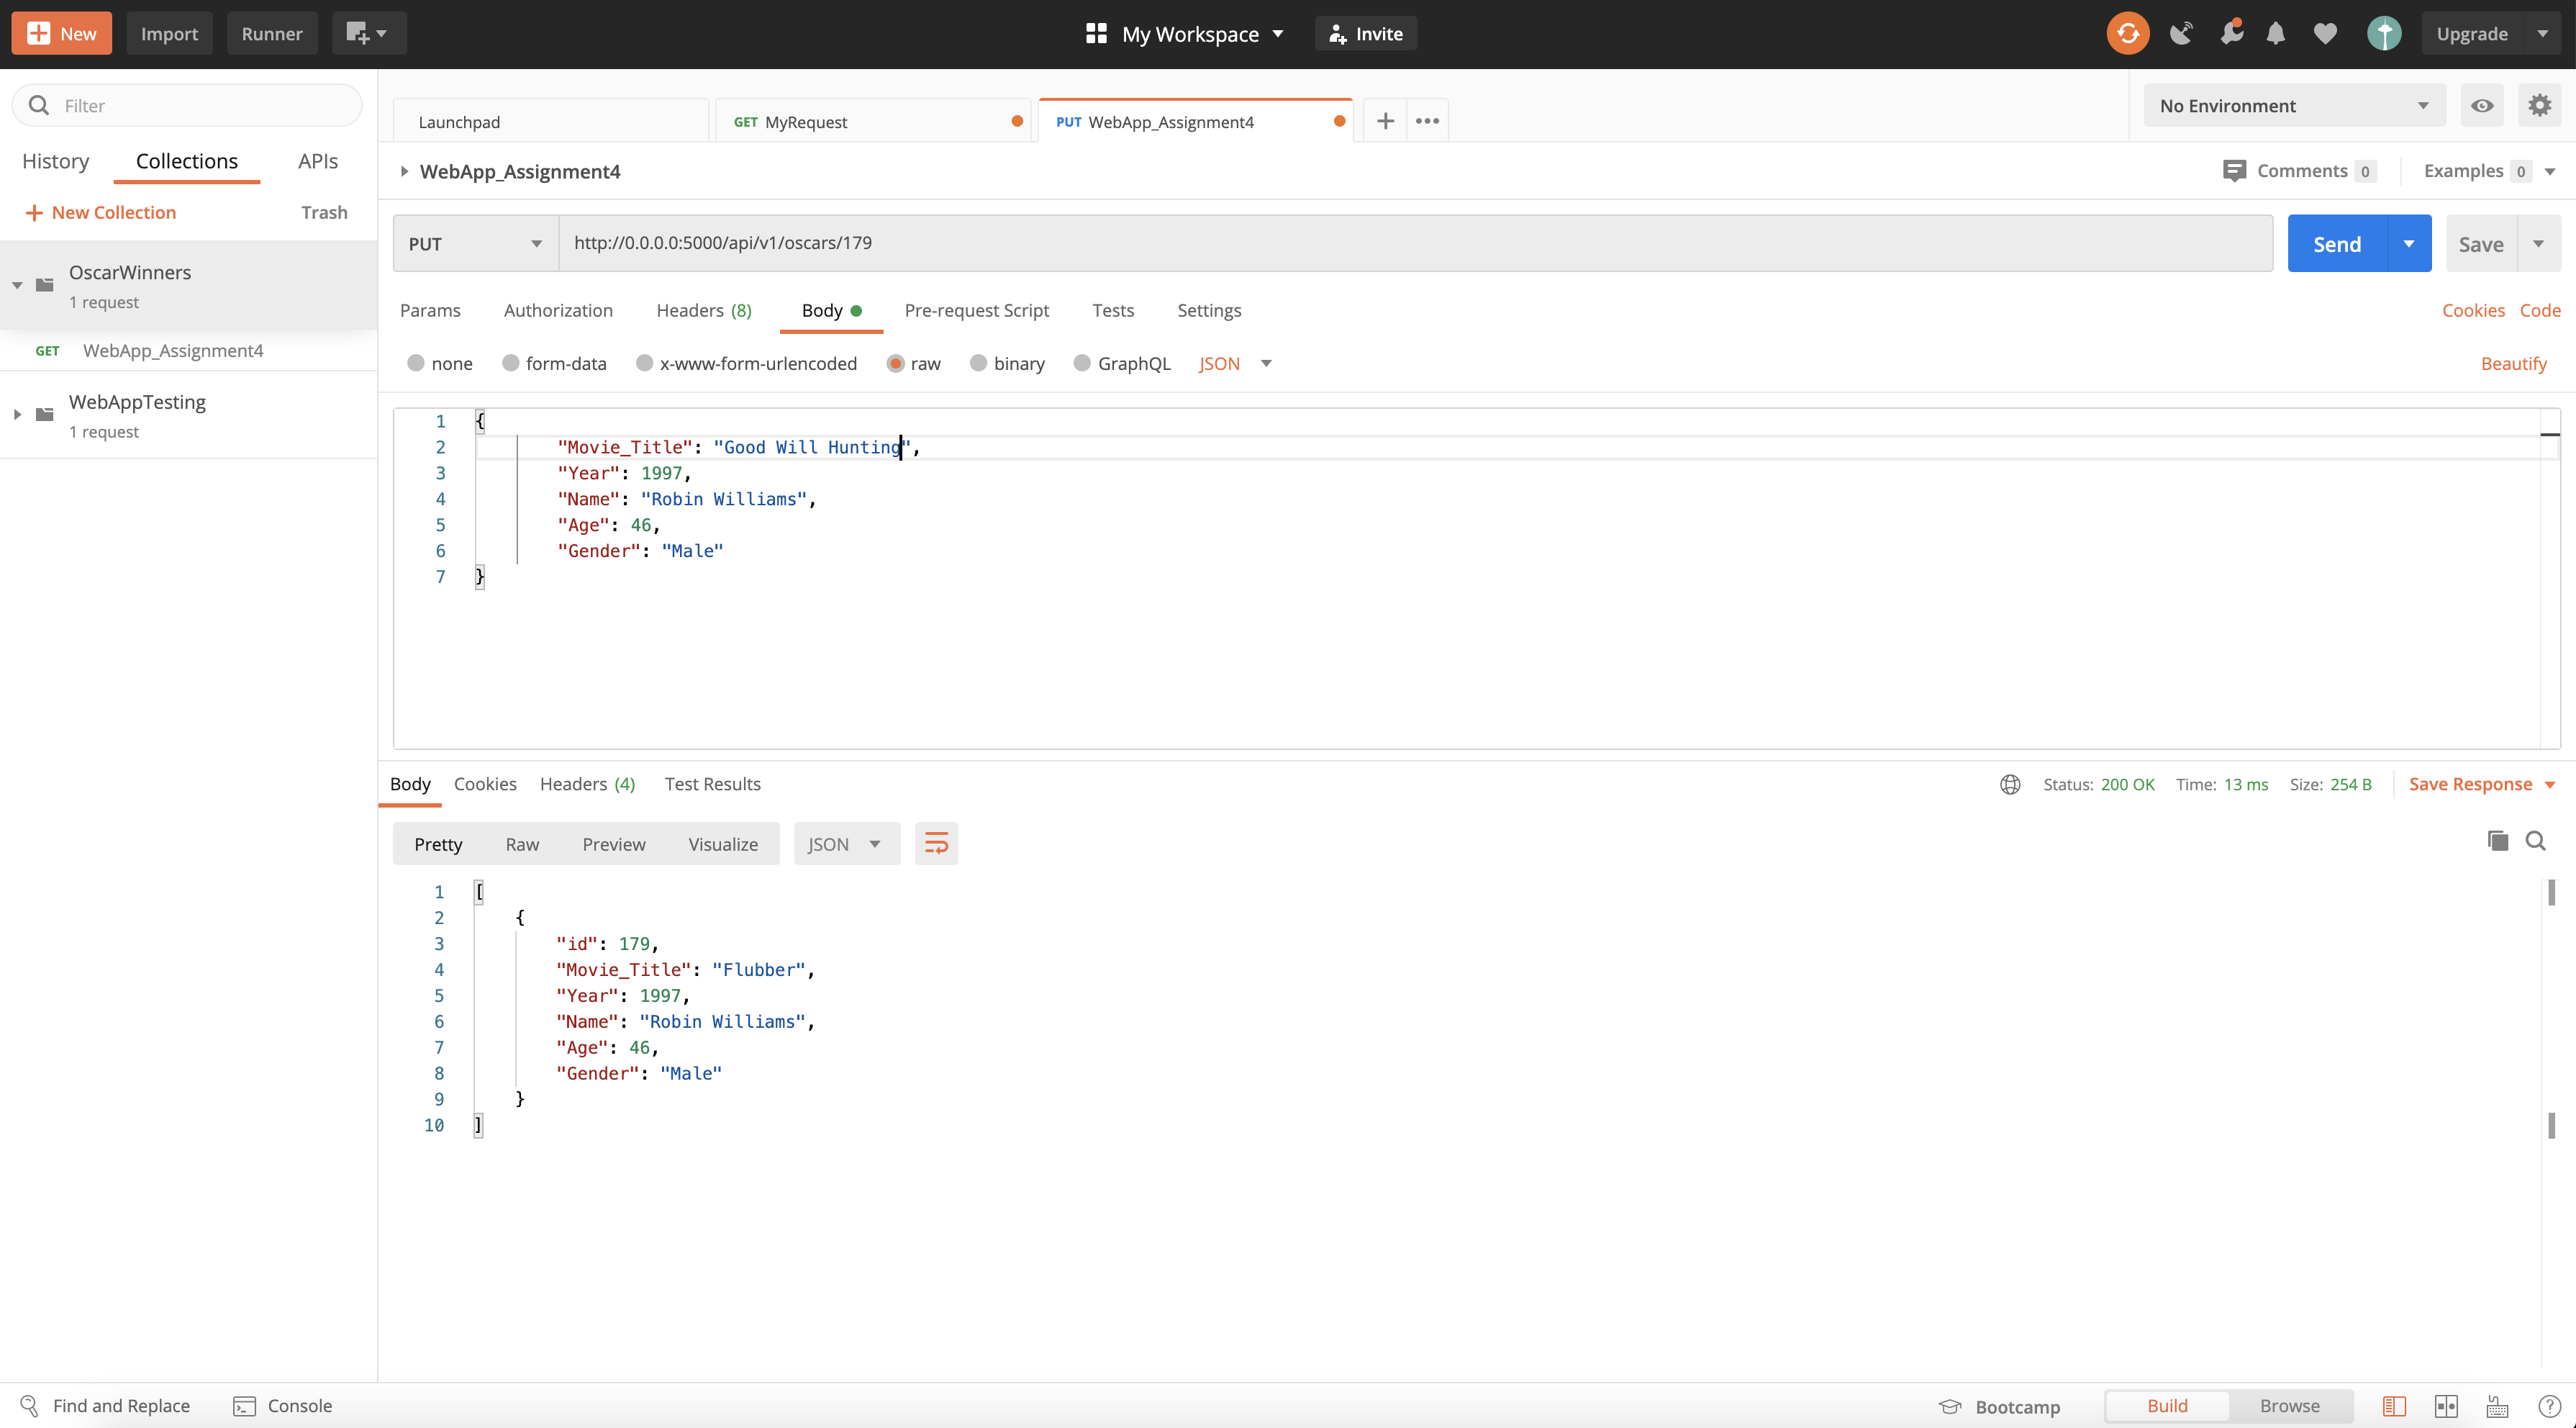 New Import Runner My Workspace Invite Upgrade
Filter
Launchpad GET MyRequest PUT WebApp_Assignment4 No Environment
History Collections APIs
WebApp_Assignment4 Comments 0 Examples 0
New Collection Trash
PUT http://0.0.0.0:5000/api/v1/oscars/179 Send Save
OscarWinners
1 request
Params Authorization Headers (8) Body Pre-request Script Tests Settings Cookies Code
GET WebApp_Assignment4
none form-data x-www-form-urlencoded raw binary GraphQL JSON Beautify
WebAppTesting
1 request
1 {
2 "Movie_Title": "Good Will Hunting",
3 "Year": 1997,
4 "Name": "Robin Williams",
5 "Age": 46,
6 "Gender": "Male"
7 }
Body Cookies Headers (4) Test Results Status: 200 OK Time: 13 ms Size: 254 B Save Response
Pretty Raw Preview Visualize JSON
1 [
2 {
3 "id": 179,
4 "Movie_Title": "Flubber",
5 "Year": 1997,
6 "Name": "Robin Williams",
7 "Age": 46,
8 "Gender": "Male"
9 }
10 ]
Find and Replace Console Bootcamp Build Browse